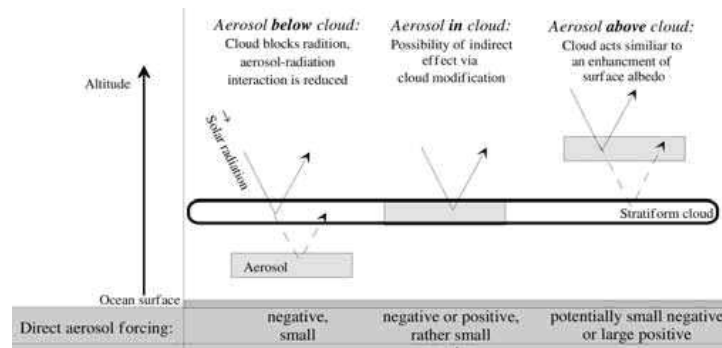 Aerosol below cloud:
Cloud blocks radition,
aerosol-radiation
interaction is reduced
Aerosol in cloud:
Possibility of indirect
effect via
cloud modification
Aerosol above cloud:
Cloud acts similiar to
an enhancment of
surface albedo
Altitude
→
Solar radiation
Stratiform cloud
Aerosol
Ocean surface
Direct aerosol forcing:
negative,
small
negative or positive,
rather small
potentially small negative
or large positive